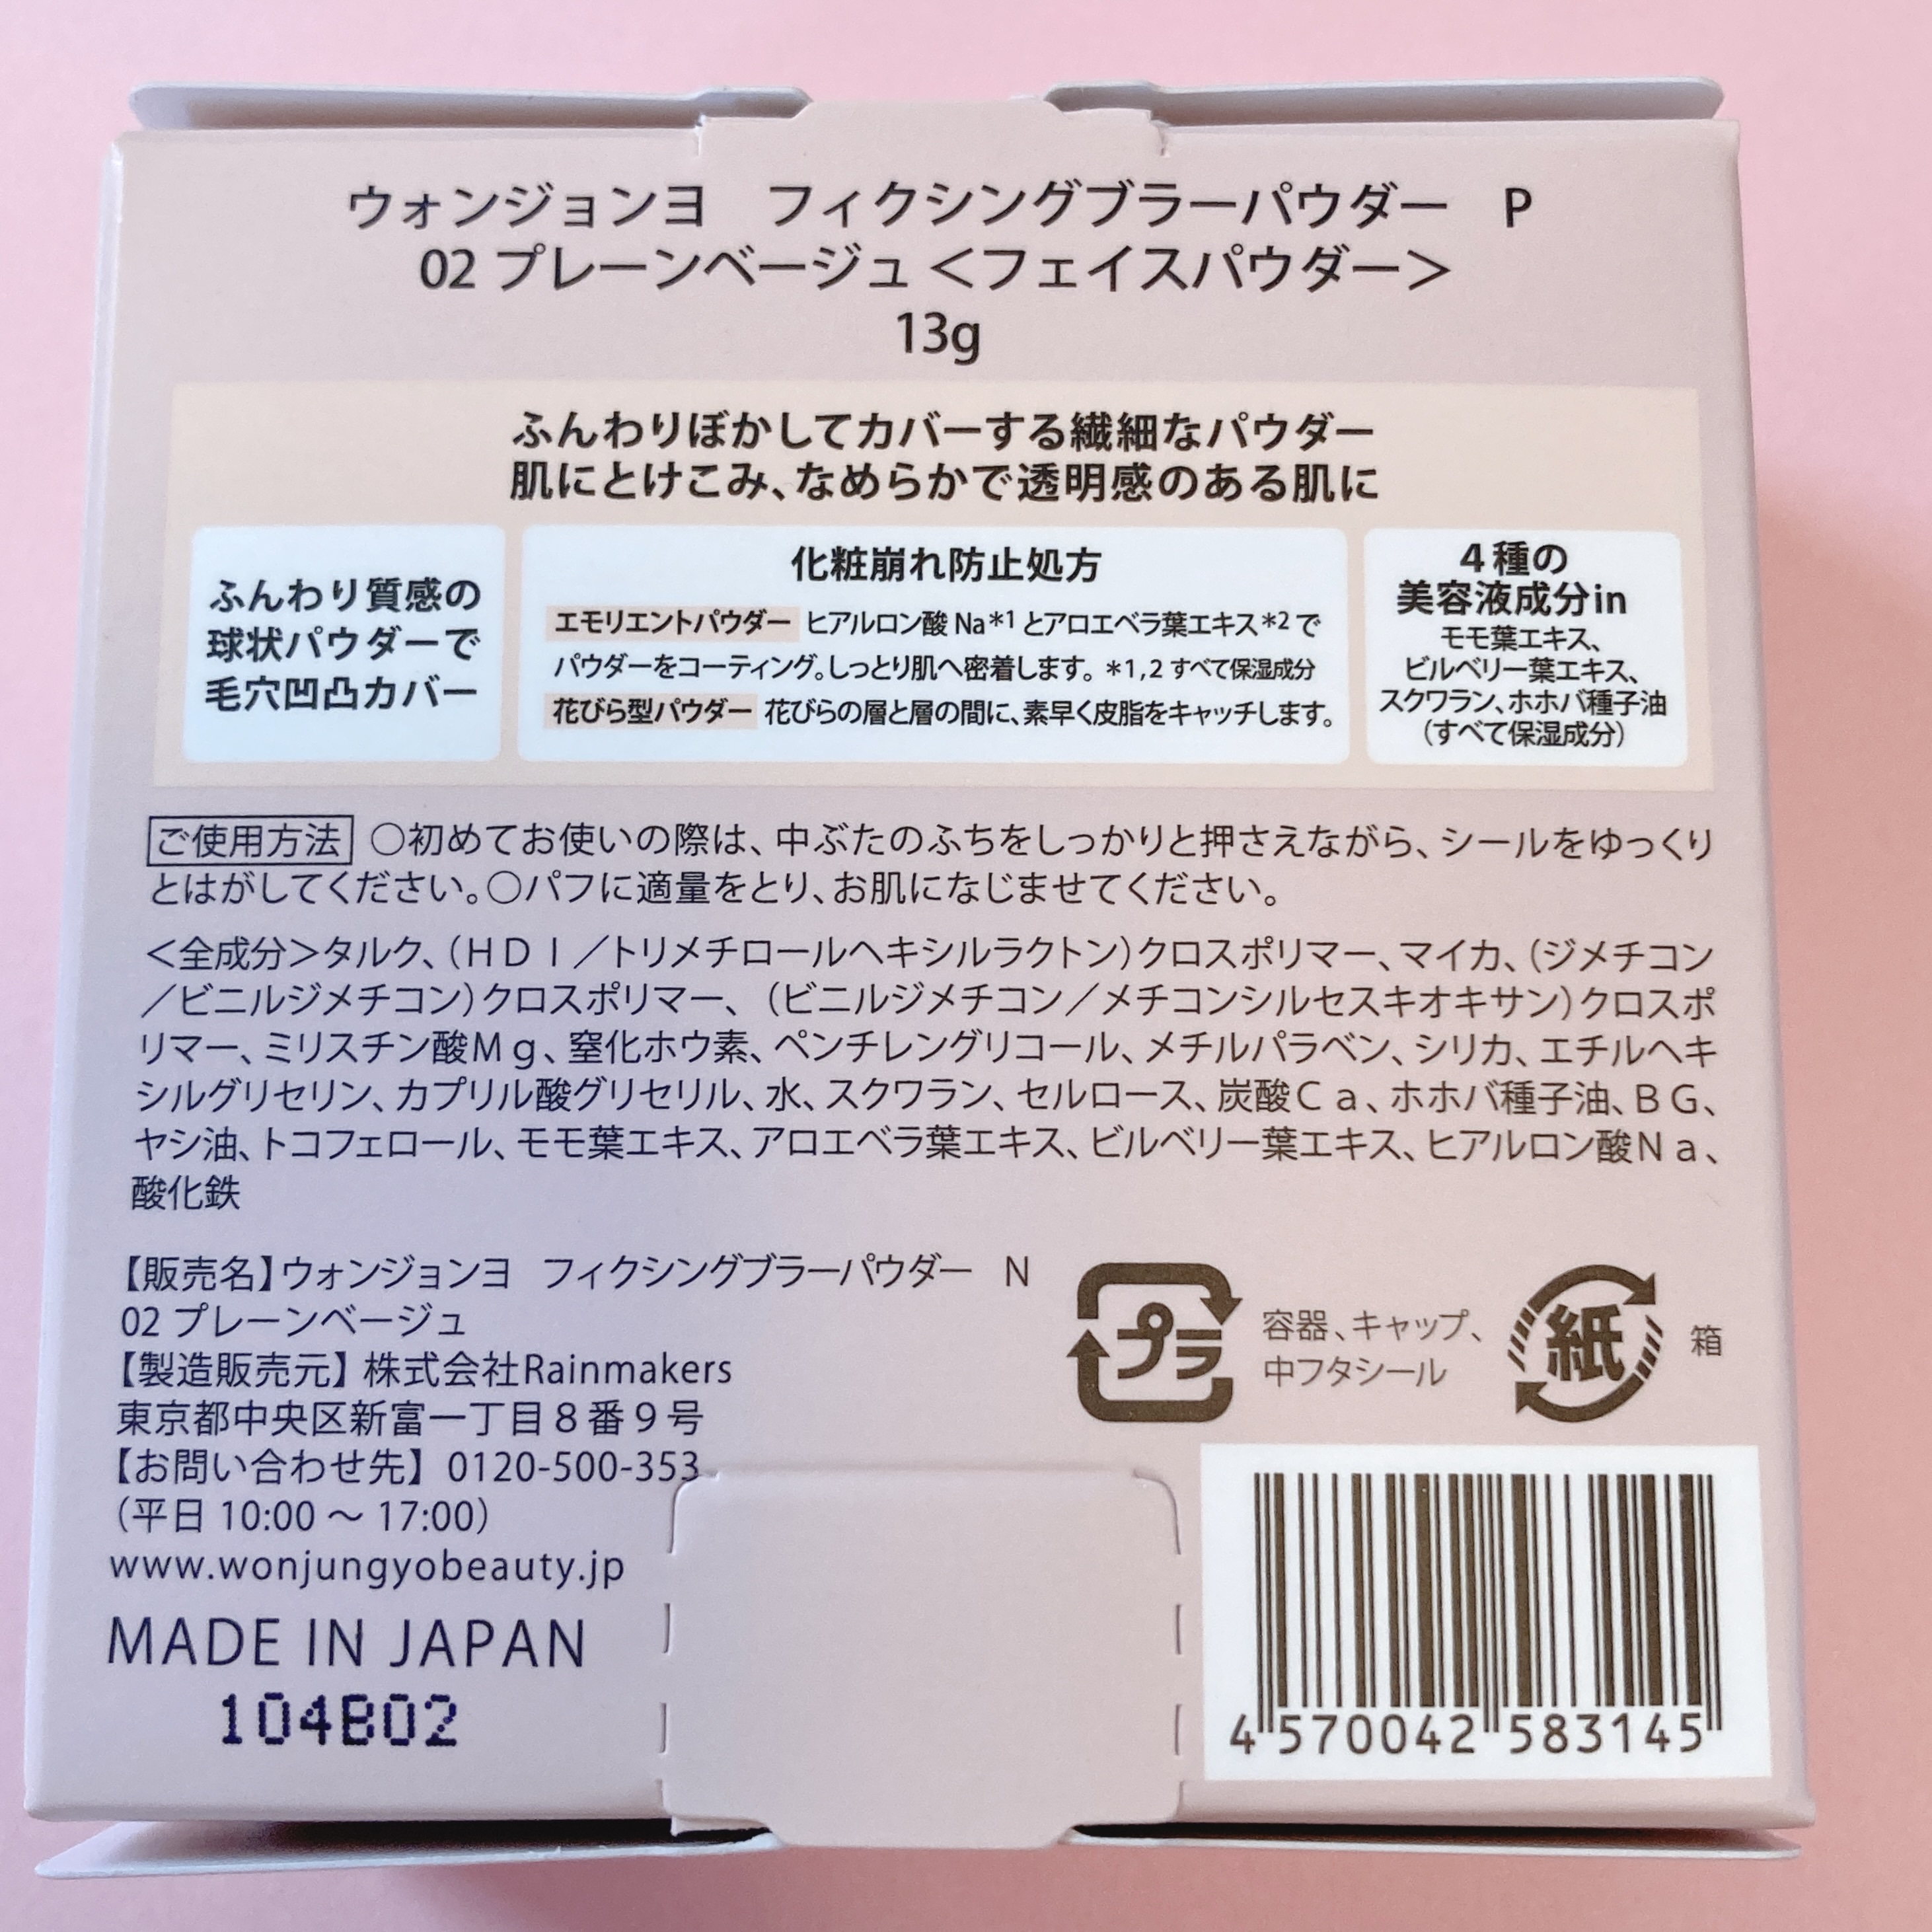 ウォンジョンヨ　フィクシングブラーパウダー　P
02 プレーンベージュ＜フェイスパウダー＞
13g
ふんわりぼかしてカバーする繊細なパウダー
肌にとけこみ、なめらかで透明感のある肌に
ふんわり質感の
球状パウダーで
毛穴凹凸カバー
化粧崩れ防止処方
エモリエントパウダー ヒアルロン酸 Na＊1 とアロエベラ葉エキス＊2 で
パウダーをコーティング。しっとり肌へ密着します。＊1,2 すべて保湿成分
花びら型パウダー 花びらの層と層の間に、素早く皮脂をキャッチします。
４種の
美容液成分in
モモ葉エキス、
ビルベリー葉エキス、
スクワラン、ホホバ種子油
（すべて保湿成分）
ご使用方法 ○初めてお使いの際は、中ぶたのふちをしっかりと押さえながら、シールをゆっくり
とはがしてください。○パフに適量をとり、お肌になじませてください。
＜全成分＞タルク、（ＨＤＩ／トリメチロールヘキシルラクトン）クロスポリマー、マイカ、（ジメチコン
／ビニルジメチコン）クロスポリマー、（ビニルジメチコン／メチコンシルセスキオキサン）クロスポ
リマー、ミリスチン酸Ｍｇ、窒化ホウ素、ペンチレングリコール、メチルパラベン、シリカ、エチルヘキ
シルグリセリン、カプリル酸グリセリル、水、スクワラン、セルロース、炭酸Ｃａ、ホホバ種子油、ＢＧ、
ヤシ油、トコフェロール、モモ葉エキス、アロエベラ葉エキス、ビルベリー葉エキス、ヒアルロン酸Ｎａ、
酸化鉄
【販売名】ウォンジョンヨ　フィクシングブラーパウダー　N
02 プレーンベージュ
【製造販売元】株式会社Rainmakers
東京都中央区新富一丁目８番９号
【お問い合わせ先】0120-500-353
（平日 10:00 〜 17:00）
www.wonjungyobeauty.jp
MADE IN JAPAN
104B02
プラ
容器、キャップ、
中フタシール
紙
箱
4 570042 583145